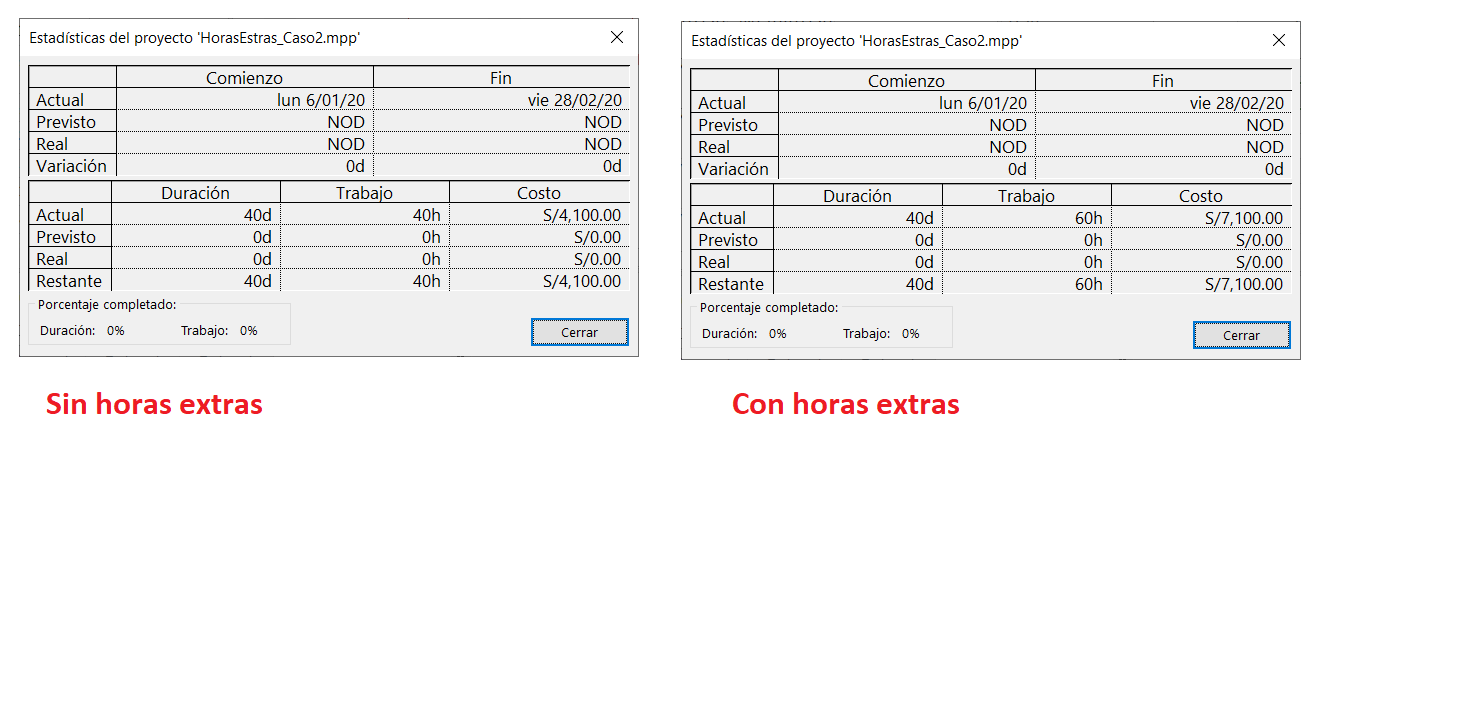 Estadísticas del proyecto 'HorasEstras_Caso2.mpp'
Comienzo Fin
Actual lun 6/01/20 vie 28/02/20
Previsto NOD NOD
Real NOD NOD
Variación 0d 0d
Duración Trabajo Costo
Actual 40d 40h S/4,100.00
Previsto 0d 0h S/0.00
Real 0d 0h S/0.00
Restante 40d 40h S/4,100.00
Porcentaje completado:
Duración: 0% Trabajo: 0% Cerrar
Sin horas extras
Estadísticas del proyecto 'HorasEstras_Caso2.mpp'
Comienzo Fin
Actual lun 6/01/20 vie 28/02/20
Previsto NOD NOD
Real NOD NOD
Variación 0d 0d
Duración Trabajo Costo
Actual 40d 60h S/7,100.00
Previsto 0d 0h S/0.00
Real 0d 0h S/0.00
Restante 40d 60h S/7,100.00
Porcentaje completado:
Duración: 0% Trabajo: 0% Cerrar
Con horas extras